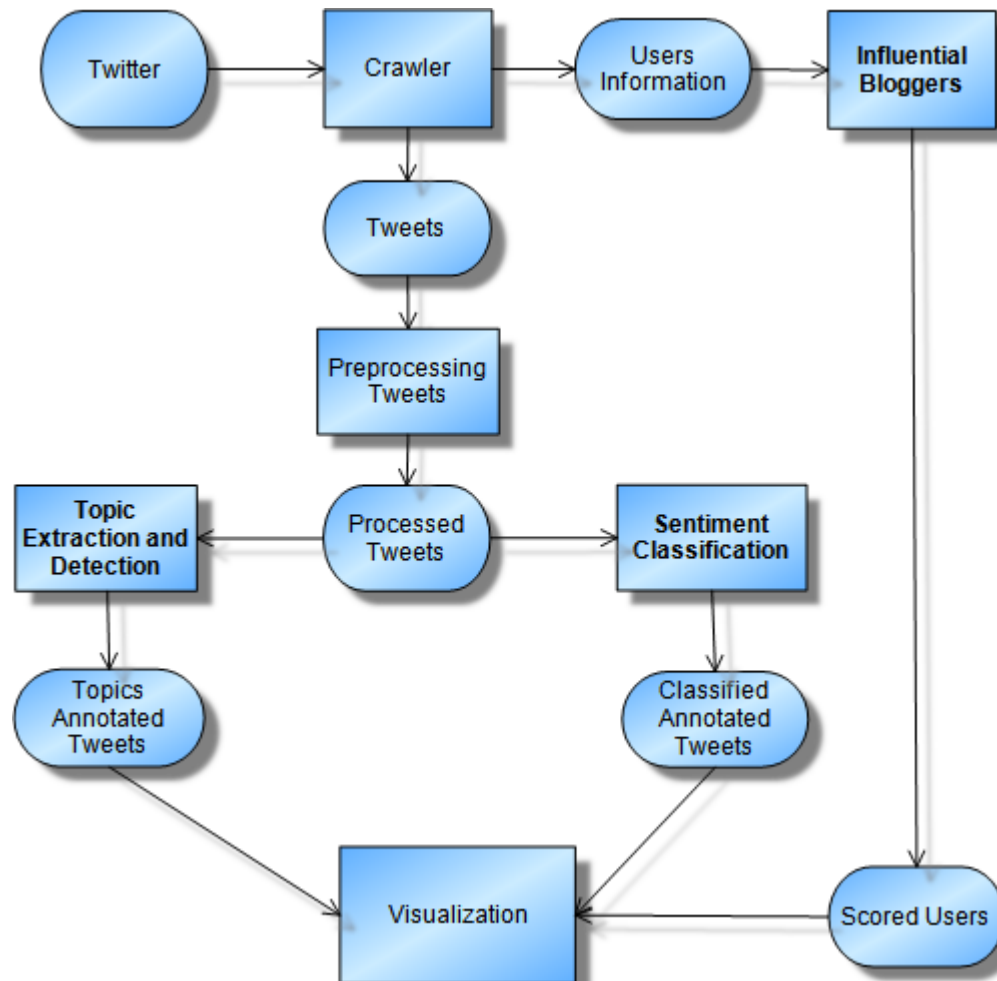 Twitter
Crawler
Users
Information
Influential
Bloggers
Tweets
Preprocessing
Tweets
Topic
Extraction and
Detection
Processed
Tweets
Sentiment
Classification
Topics
Annotated
Tweets
Classified
Annotated
Tweets
Visualization
Scored Users